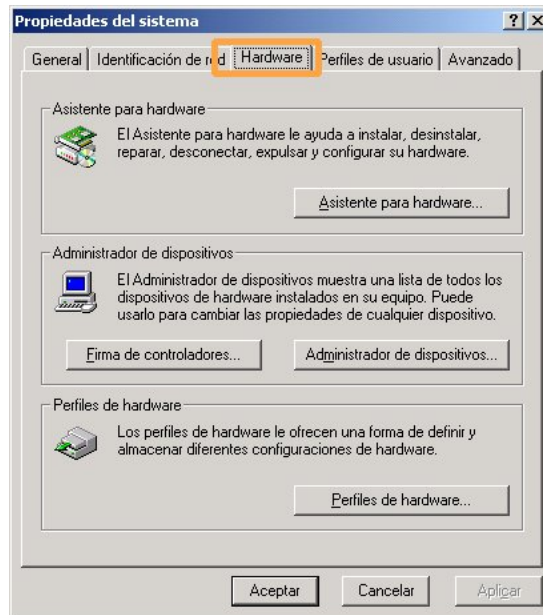 Propiedades del sistema
General Identificación de red Hardware Perfiles de usuario Avanzado
Asistente para hardware
El Asistente para hardware le ayuda a instalar, desinstalar,
reparar, desconectar, expulsar y configurar su hardware.
Asistente para hardware...
Administrador de dispositivos
El Administrador de dispositivos muestra una lista de todos los
dispositivos de hardware instalados en su equipo. Puede
usarlo para cambiar las propiedades de cualquier dispositivo.
Firma de controladores... Administrador de dispositivos...
Perfiles de hardware
Los perfiles de hardware le ofrecen una forma de definir y
almacenar diferentes configuraciones de hardware.
Perfiles de hardware...
Aceptar Cancelar Aplicar